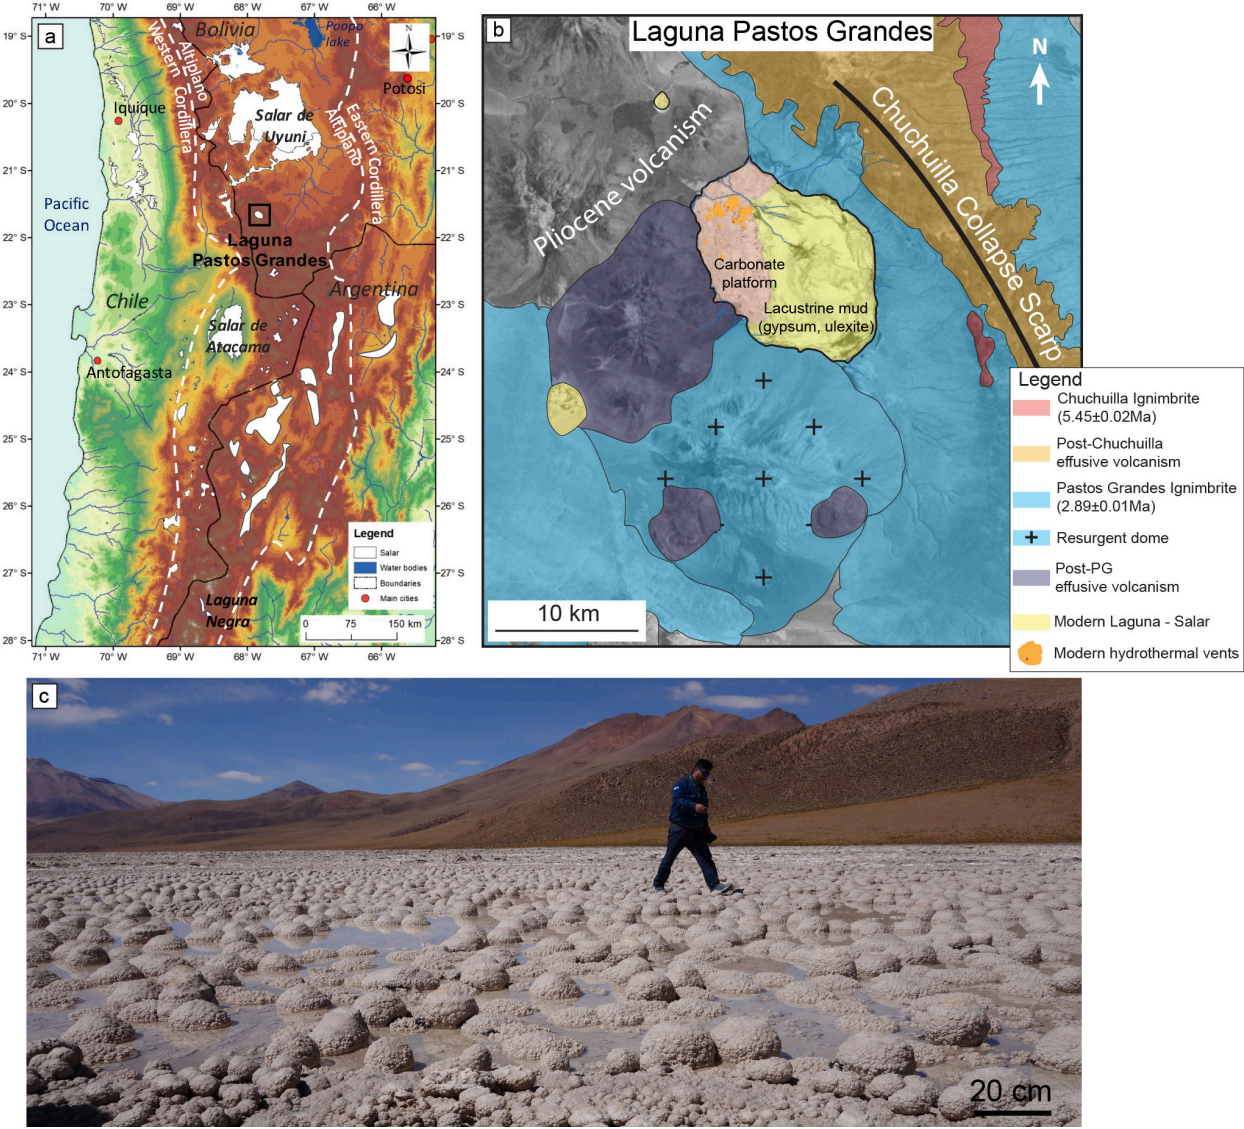 a
19° S
20° S
21° S
22° S
23° S
24° S
25° S
26° S
27° S
28° S
71° W
70° W
69° W
68° W
67° W
66° W
Bolivia
Poopo
lake
N
Potosi
Altiplano
Western Cordillera
Iquique
Salar de
Uyuni
Eastern Cordillera
Altiplano
Pacific
Ocean
Laguna
Pastos Grandes
Chile
Argentina
Salar de
Atacama
Antofagasta
Laguna
Negra
Legend
Salar
Water bodies
Boundaries
Main cities
0 75 150 km
b
Laguna Pastos Grandes
N
Pliocene volcanism
Chuchuilla Collapse Scarp
Carbonate
platform
Lacustrine mud
(gypsum, ulexite)
10 km
Legend
Chuchuilla Ignimbrite
(5.45±0.02Ma)
Post-Chuchuilla
effusive volcanism
Pastos Grandes Ignimbrite
(2.89±0.01Ma)
Resurgent dome
Post-PG
effusive volcanism
Modern Laguna - Salar
Modern hydrothermal vents
c
20 cm